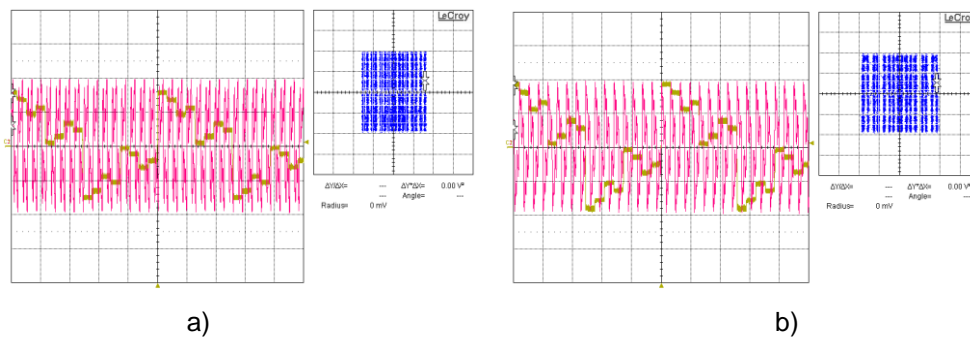 LeCroy
ΔY/ΔX= --- ΔY*ΔX= 0.00 V²
--- Angle= ---
Radius= 0 mV
a)
LeCroy
ΔY/ΔX= --- ΔY*ΔX= 0.00 V
--- Angle= ---
Radius= 0 mV
b)